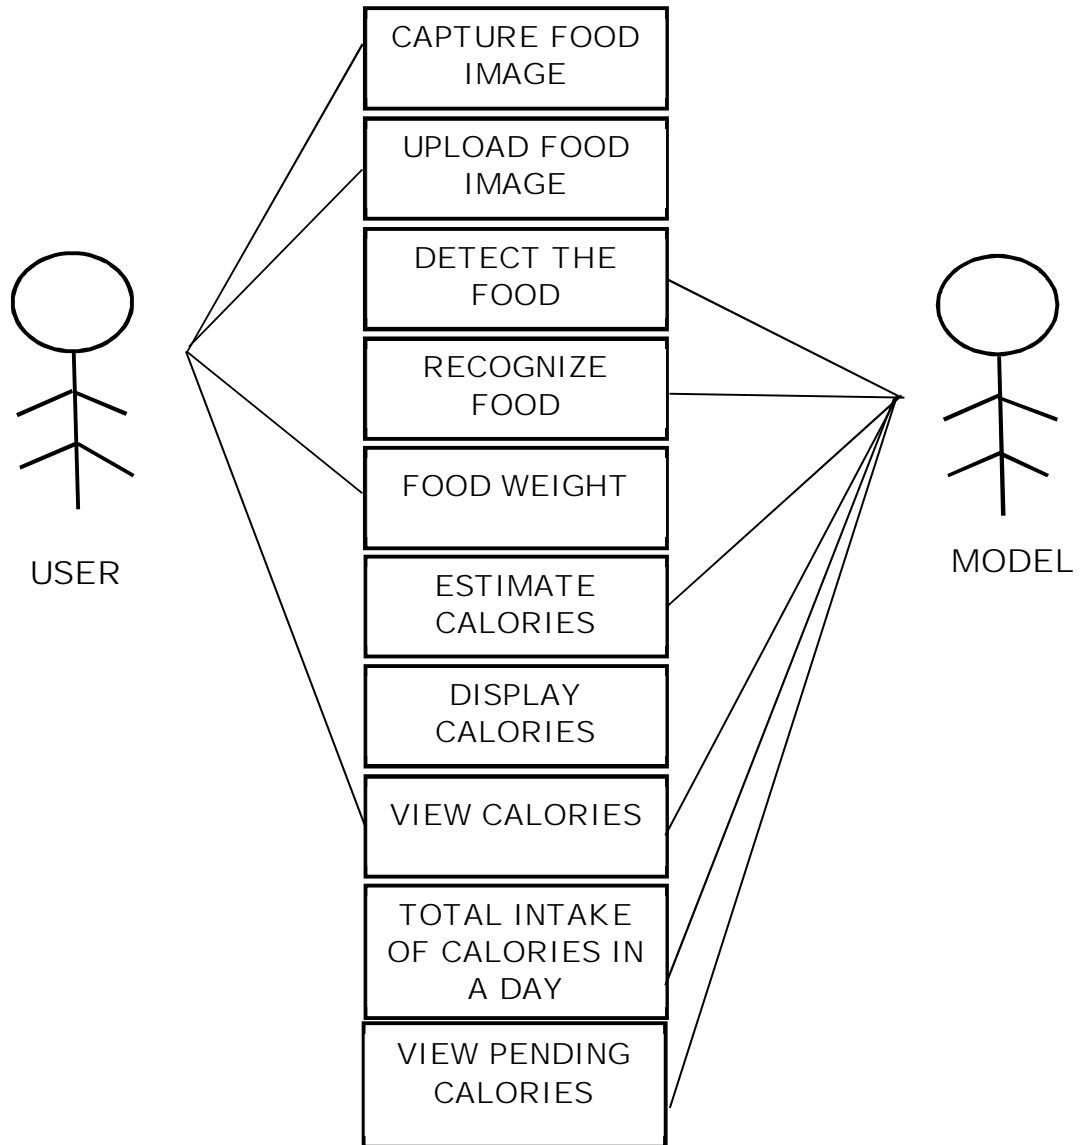 CAPTURE FOOD
IMAGE
UPLOAD FOOD
IMAGE
DETECT THE
FOOD
RECOGNIZE
FOOD
FOOD WEIGHT
ESTIMATE
CALORIES
DISPLAY
CALORIES
VIEW CALORIES
TOTAL INTAKE
OF CALORIES IN
A DAY
VIEW PENDING
CALORIES
USER
MODEL